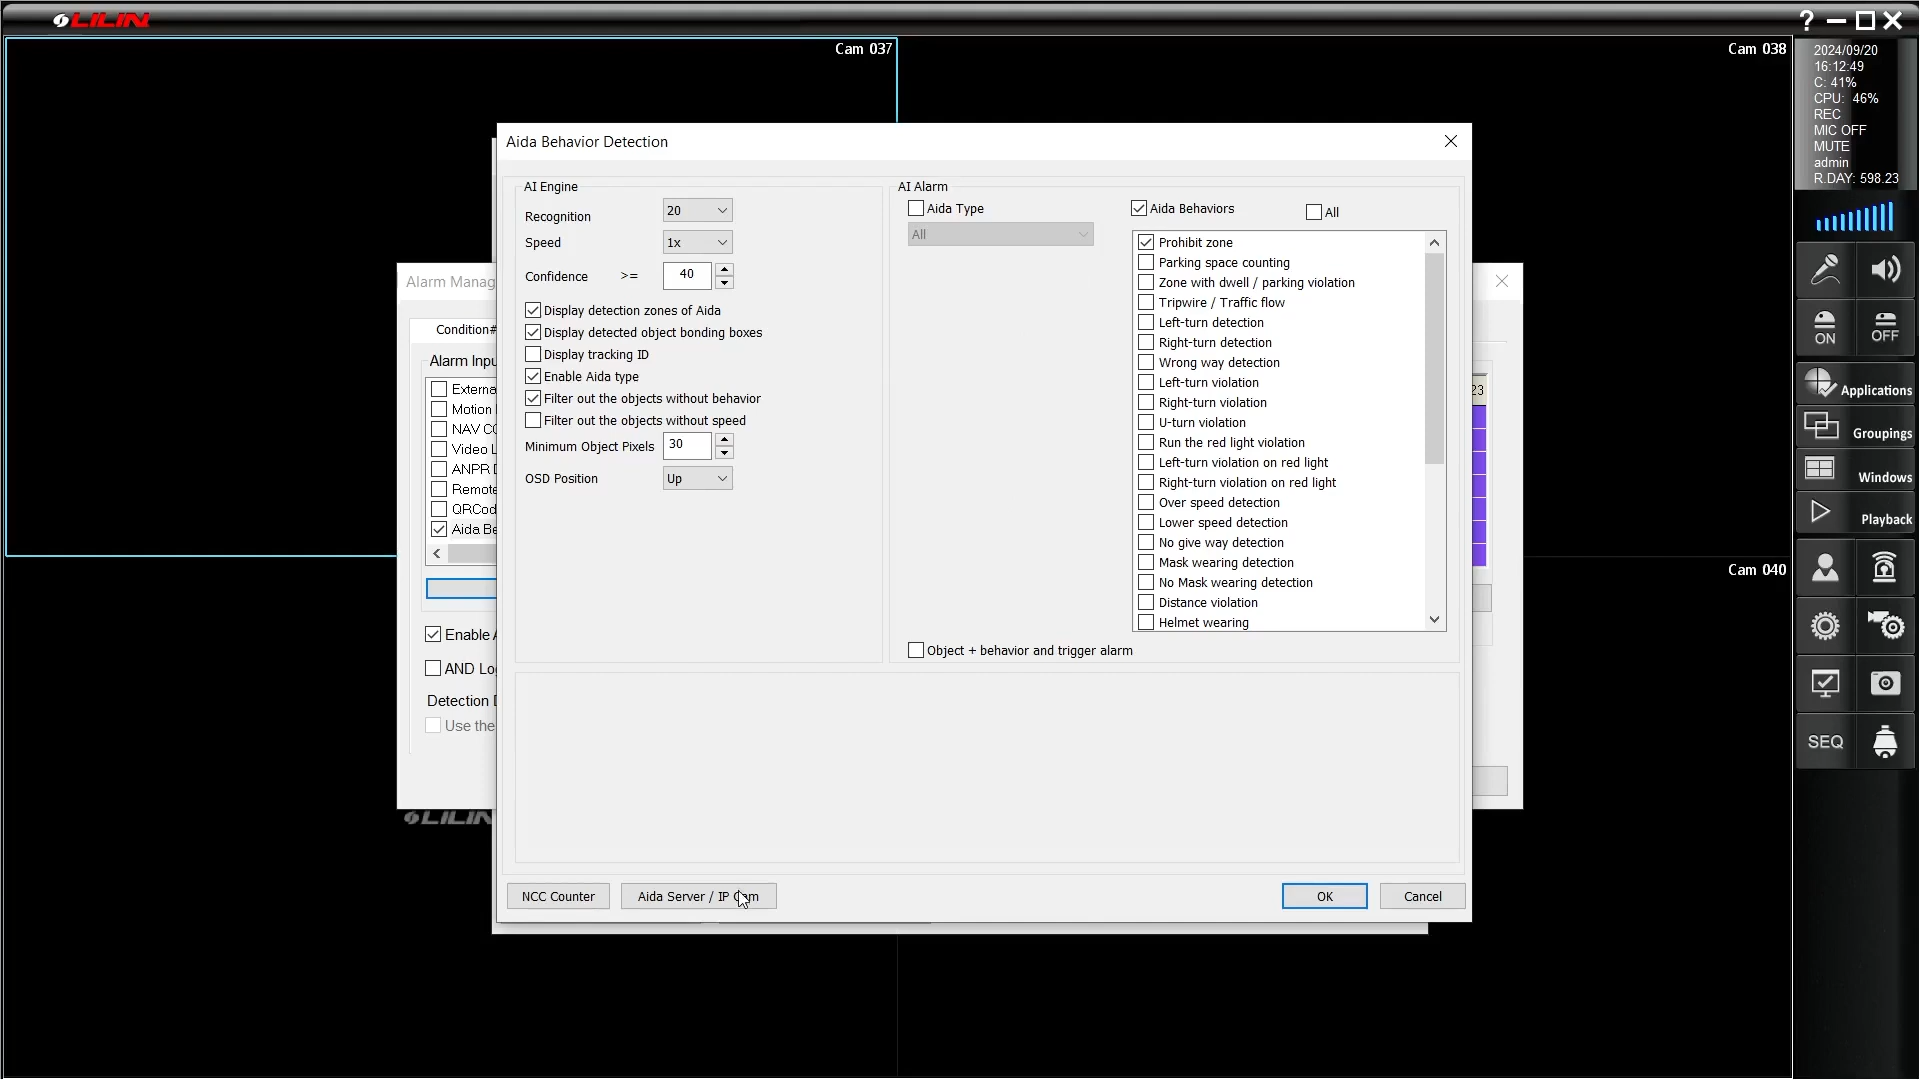 LILIN
?
Cam 037
Cam 038
2024/09/20
16:12:49
C: 41%
CPU: 46%
REC
MIC OFF
MUTE
admin
R.DAY: 598.23
Aida Behavior Detection
AI Engine
Recognition 20
Speed 1x
Confidence >= 40
Display detection zones of Aida
Display detected object bonding boxes
Display tracking ID
Enable Aida type
Filter out the objects without behavior
Filter out the objects without speed
Minimum Object Pixels 30
OSD Position Up
AI Alarm
Aida Type
All
Aida Behaviors
All
Prohibit zone
Parking space counting
Zone with dwell / parking violation
Tripwire / Traffic flow
Left-turn detection
Right-turn detection
Wrong way detection
Left-turn violation
Right-turn violation
U-turn violation
Run the red light violation
Left-turn violation on red light
Right-turn violation on red light
Over speed detection
Lower speed detection
No give way detection
Mask wearing detection
No Mask wearing detection
Distance violation
Helmet wearing
Object + behavior and trigger alarm
NCC Counter
Aida Server / IP Cam
OK
Cancel
Alarm Manag
Condition#
Alarm Inpu
Externa
Motion
NAV CO
Video L
ANPR D
Remote
QRCod
Aida Be
Enable A
AND Log
Detection D
Use the
23
LILIN
Cam 040
ON
OFF
Applications
Groupings
Windows
Playback
SEQ